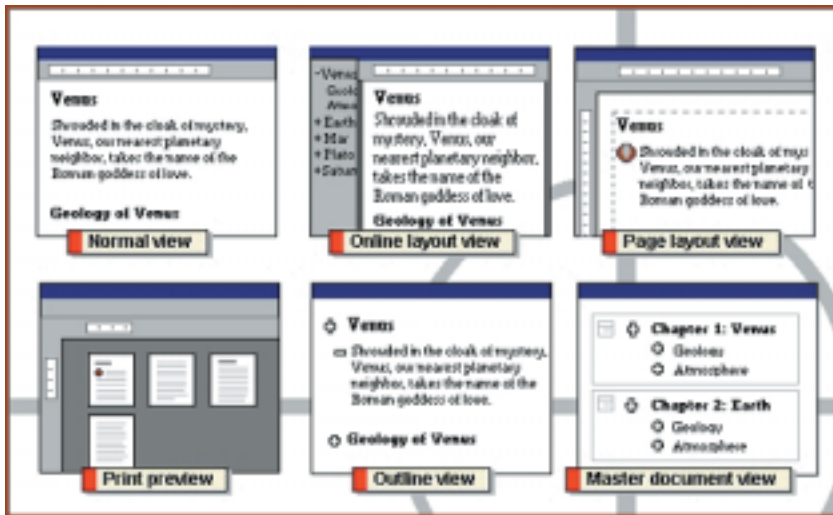 Venus
Shrouded in the cloak of mystery,
Venus, our nearest planetary
neighbor, takes the name of the
Roman goddess of love.
Geology of Venus
Normal view
-Venus
Geolo
Atmo
+Earth
+Mar
+Plato
+Saturn
Venus
Shrouded in the cloak of
mystery, Venus, our
nearest planetary neighbor,
takes the name of the
Roman goddess of love.
Geology of Venus
Online layout view
Venus
Shrouded in the cloak of myst
Venus, our nearest planetary
neighbor, takes the name of t
Roman goddess of love.
Page layout view
Print preview
Venus
Shrouded in the cloak of mystery,
Venus, our nearest planetary
neighbor, takes the name of the
Roman goddess of love.
Geology of Venus
Outline view
Chapter 1: Venus
Geology
Atmosphere
Chapter 2: Earth
Geology
Atmosphere
Master document view